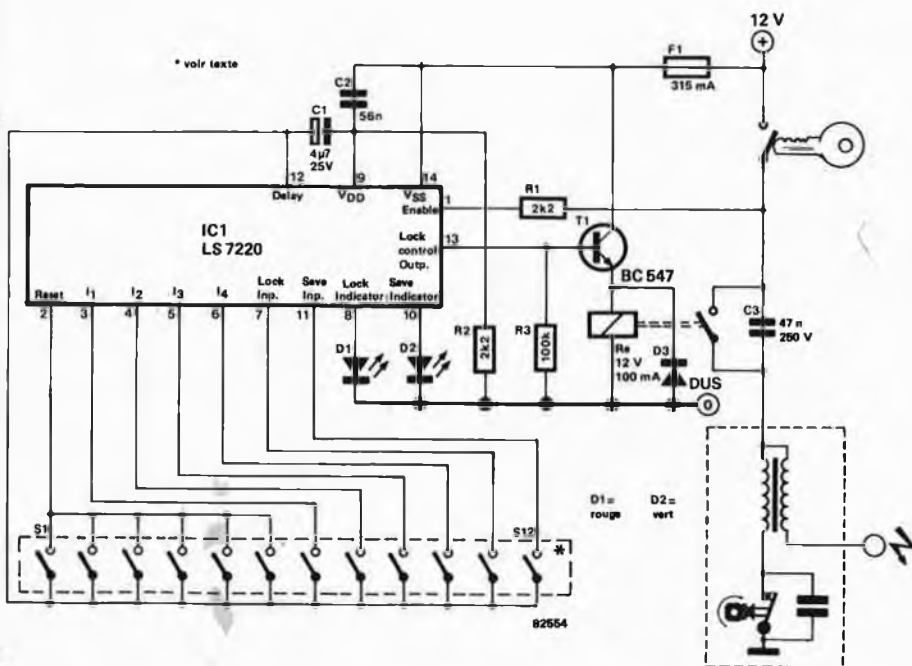 12 V
+
* voir texte
F1
315 mA
C2
56n
C1
4µ7
25V
12
9
14
Delay
VDD
VSS
Enable
1
R1
2k2
T1
IC1
LS 7220
Lock
control
Outp.
13
BC 547
Reset
I1
I2
I3
I4
Lock
Inp.
Save
Inp.
Lock
Indicator
Save
Indicator
2
3
4
5
6
7
11
8
10
D1
D2
R2
2k2
R3
100k
Re
12 V
100 mA
D3
DUS
0
C3
47 n
250 V
D1 =
rouge
D2 =
vert
S1
S12
*
82554